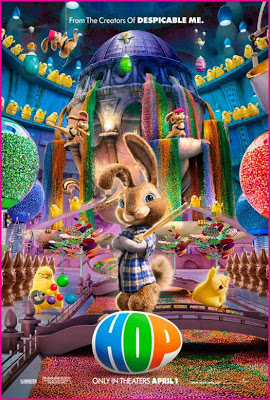 From The Creators Of DESPICABLE ME.
HOP
ONLY IN THEATERS APRIL 1